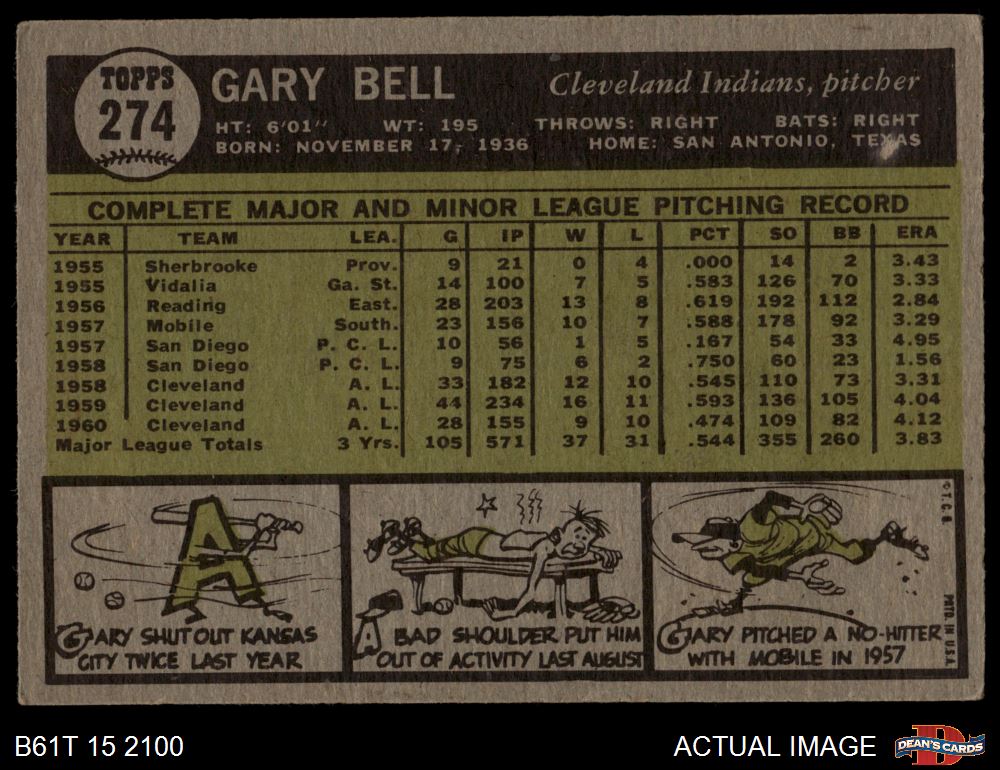 TOPPS
274
GARY BELL Cleveland Indians, pitcher
HT: 6'01" WT: 195 THROWS: RIGHT BATS: RIGHT
BORN: NOVEMBER 17, 1936 HOME: SAN ANTONIO, TEXAS
COMPLETE MAJOR AND MINOR LEAGUE PITCHING RECORD
YEAR TEAM LEA. G IP W L PCT SO BB ERA
1955 Sherbrooke Prov. 9 21 0 4 .000 14 2 3.43
1955 Vidalia Ga. St. 14 100 7 5 .583 126 70 3.33
1956 Reading East. 28 203 13 8 .619 192 112 2.84
1957 Mobile South. 23 156 10 7 .588 178 92 3.29
1957 San Diego P. C. L. 10 56 1 5 .167 54 33 4.95
1958 San Diego P. C. L. 9 75 6 2 .750 60 23 1.56
1958 Cleveland A. L. 33 182 12 10 .545 110 73 3.31
1959 Cleveland A. L. 44 234 16 11 .593 136 105 4.04
1960 Cleveland A. L. 28 155 9 10 .474 109 82 4.12
Major League Totals 3 Yrs. 105 571 37 31 .544 355 260 3.83
A
GARY SHUT OUT KANSAS
CITY TWICE LAST YEAR
A BAD SHOULDER PUT HIM
OUT OF ACTIVITY LAST AUGUST
GARY PITCHED A NO-HITTER
WITH MOBILE IN 1957
© T. C. G. PRTD. IN U.S.A.
B61T 15 2100
ACTUAL IMAGE
D
DEAN'S CARDS